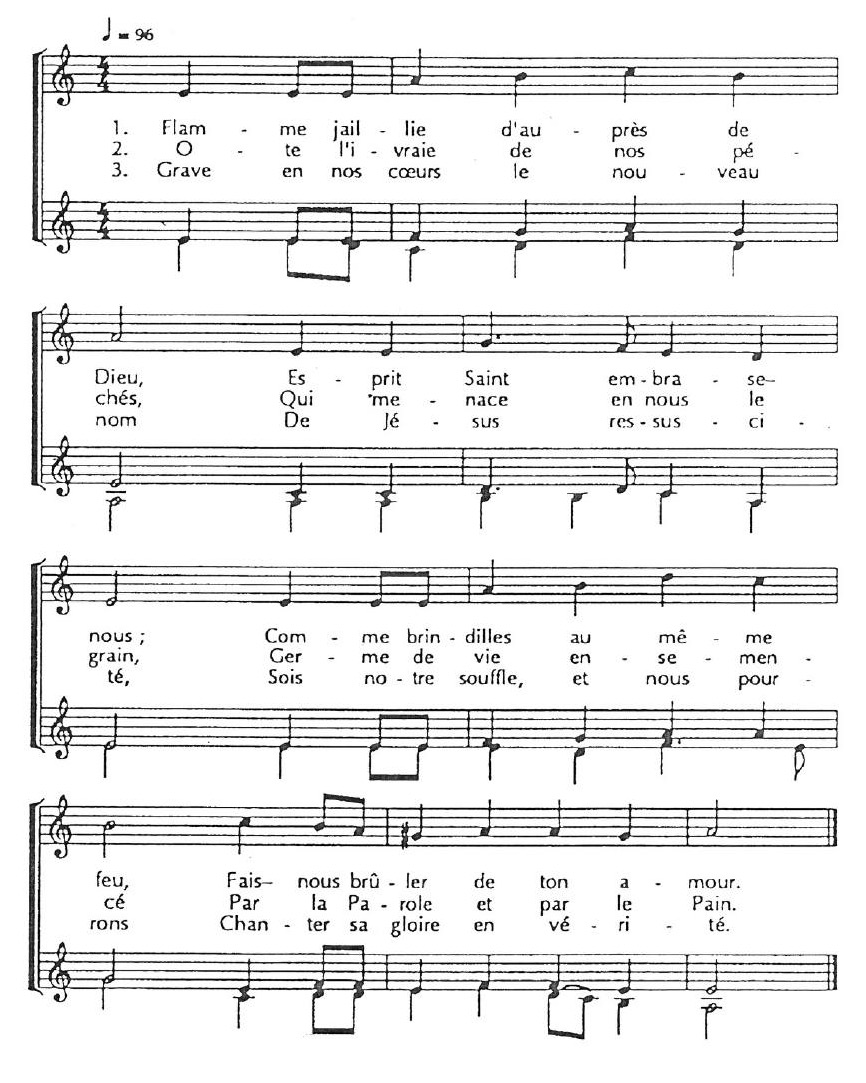 ♩ = 96
1. Flam - me jail - lie d'au - près de
2. O - te l'i - vraie de nos pé -
3. Grave en nos cœurs le nou - veau
Dieu, Es - prit Saint em - bra - se–
chés, Qui me - nace en nous le
nom De Jé - sus res - sus - ci -
nous ; Com - me brin - dilles au mê - me
grain, Ger - me de vie en - se - men -
té, Sois no - tre souffle, et nous pour -
feu, Fais– nous brû - ler de ton a - mour.
cé Par la Pa - role et par le Pain.
rons Chan - ter sa gloire en vé - ri - té.